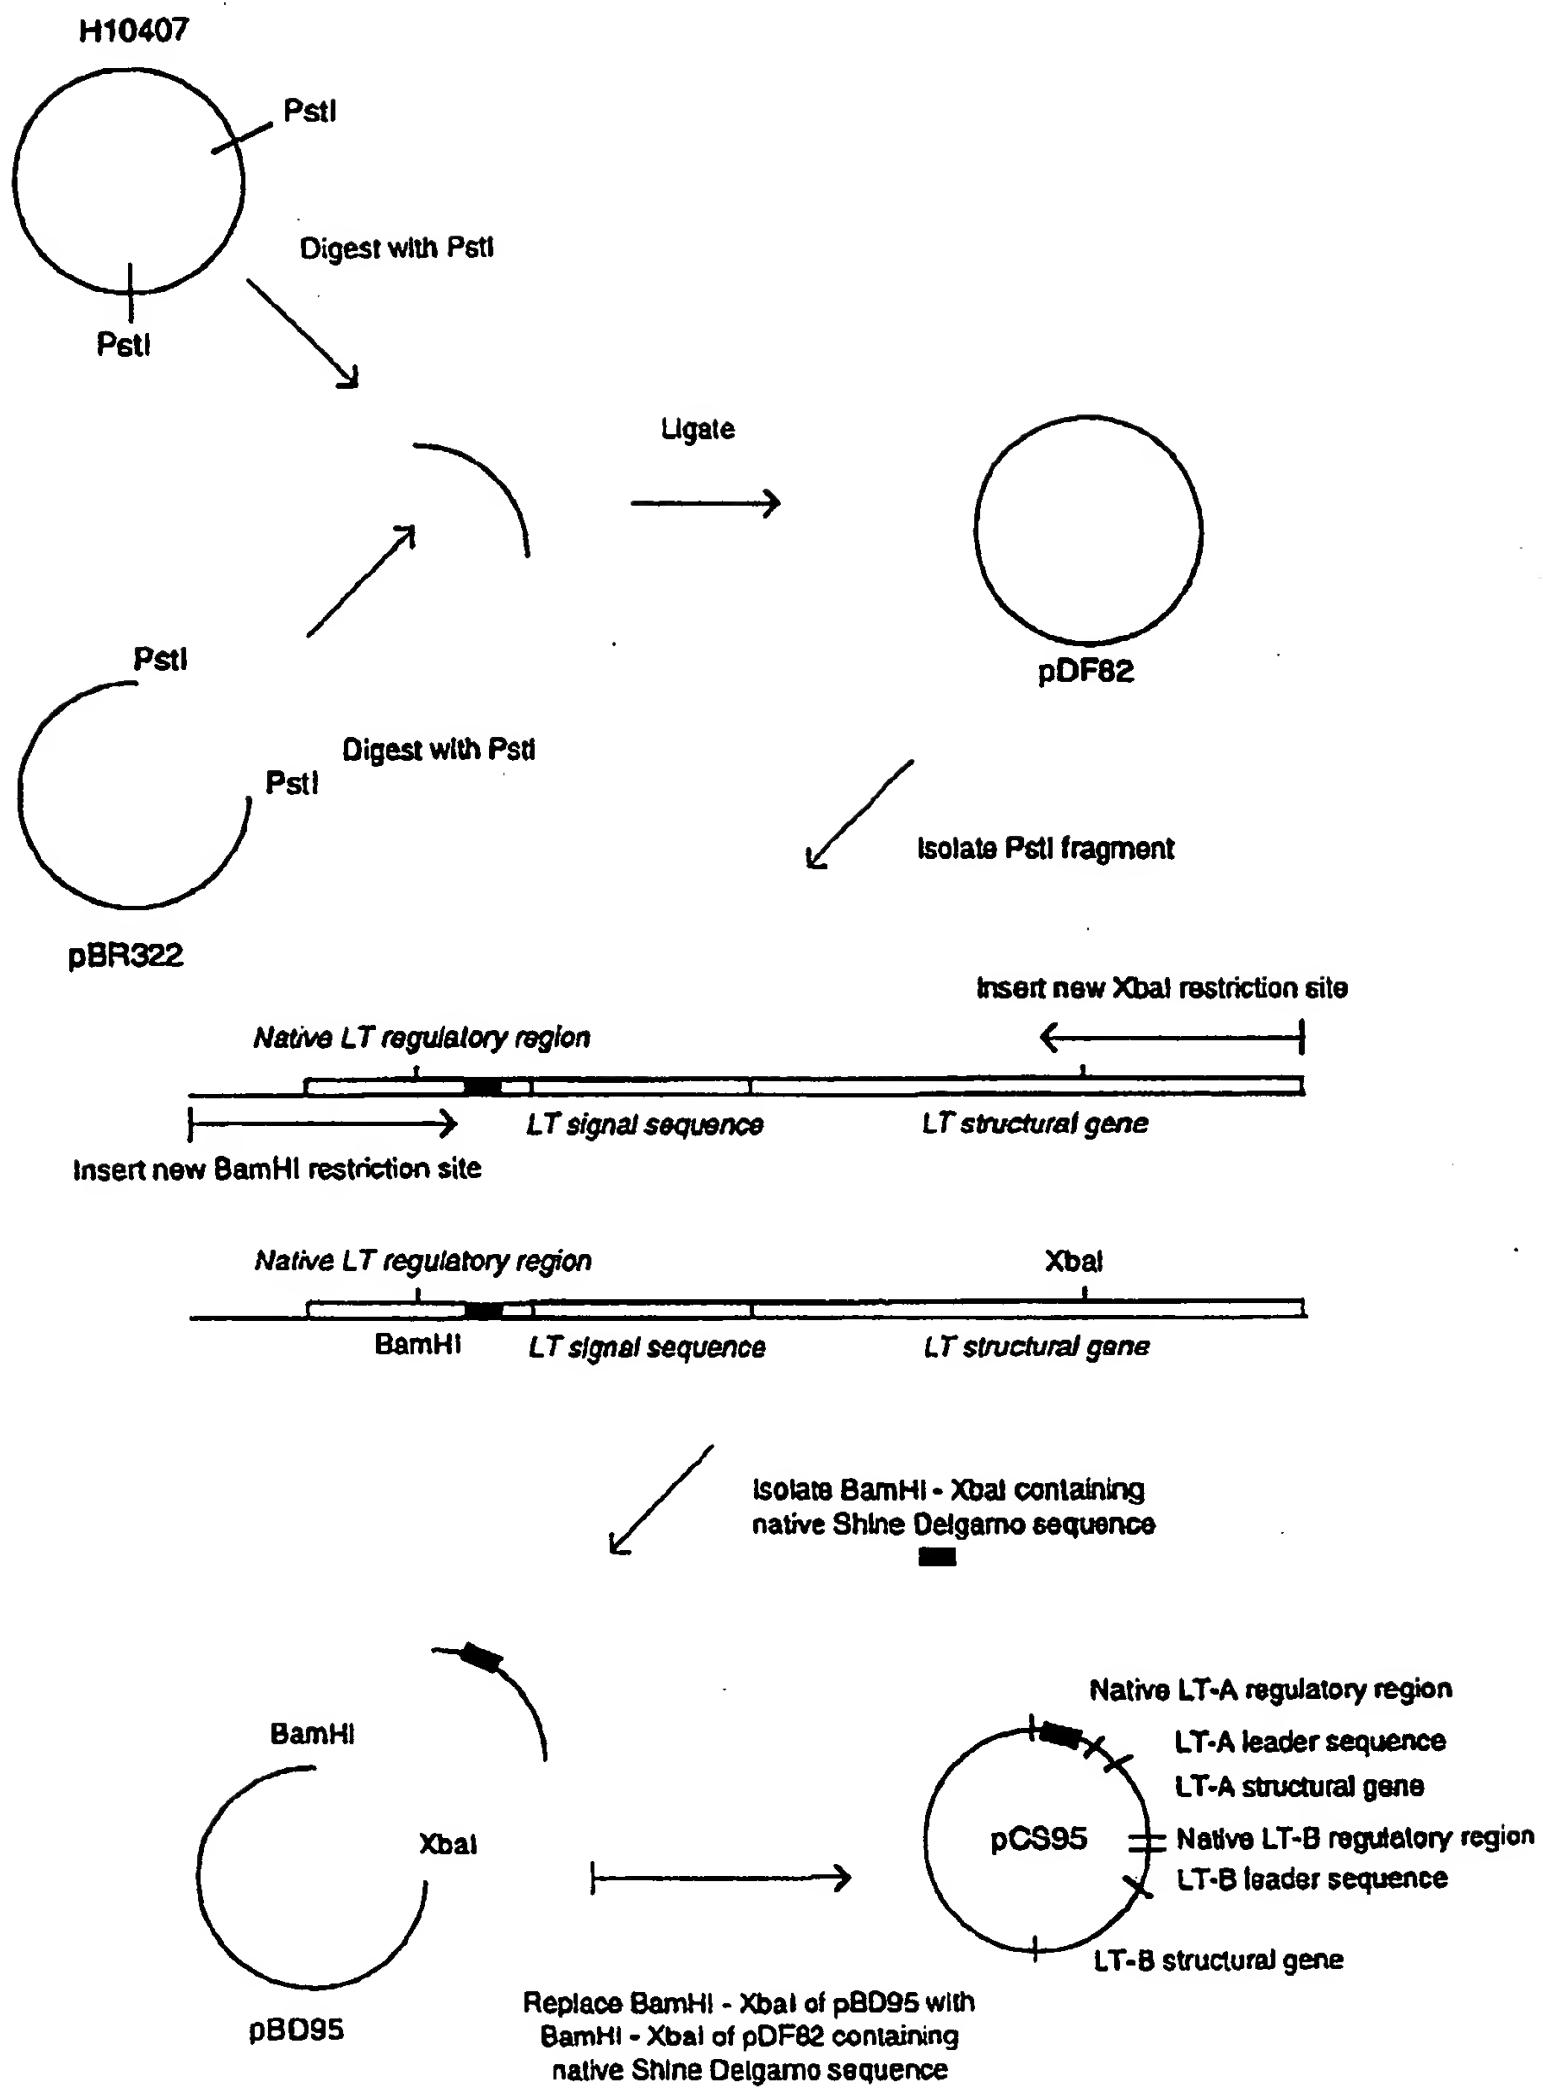 H10407
PstI
Digest with PstI
PstI
Ligate
PstI
Digest with PstI
PstI
pDF82
pBR322
Isolate PstI fragment
Insert new XbaI restriction site
Native LT regulatory region
LT signal sequence
LT structural gene
Insert new BamHI restriction site
Native LT regulatory region
XbaI
BamHI
LT signal sequence
LT structural gene
Isolate BamHI - XbaI containing
native Shine Delgarno sequence
BamHI
XbaI
pBD95
Native LT-A regulatory region
LT-A leader sequence
LT-A structural gene
pCS95
Native LT-B regulatory region
LT-B leader sequence
LT-B structural gene
Replace BamHI - XbaI of pBD95 with
BamHI - XbaI of pDF82 containing
native Shine Delgarno sequence